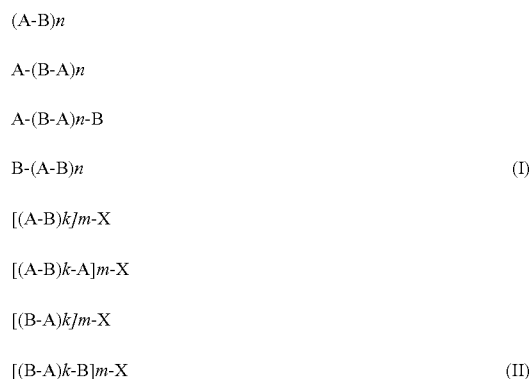 (A-B)n
A-(B-A)n
A-(B-A)n-B
B-(A-B)n (I)
[(A-B)k]m-X
[(A-B)k-A]m-X
[(B-A)k]m-X
[(B-A)k-B]m-X (II)